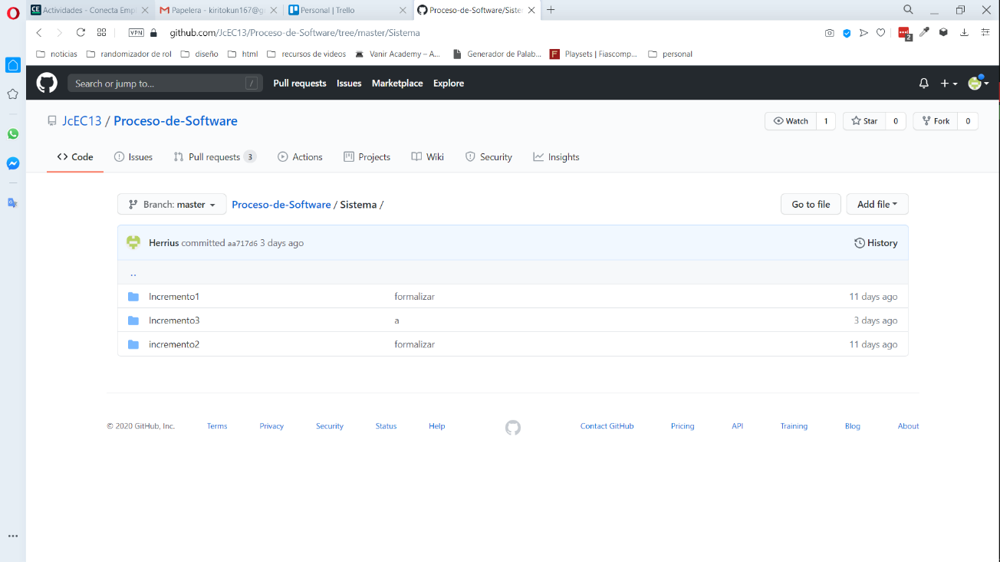 CE Actividades - Conecta Empl
Papelera - kiritokun167@g
Personal | Trello
Proceso-de-Software/Siste
VPN
github.com/JcEC13/Proceso-de-Software/tree/master/Sistema
2
noticias
randomizador de rol
diseño
html
recursos de videos
Vanir Academy – A...
Generador de Palab...
F Playsets | Fiascomp...
personal
Search or jump to... /
Pull requests Issues Marketplace Explore
JcEC13 / Proceso-de-Software
Watch 1
Star 0
Fork 0
Code
Issues
Pull requests 3
Actions
Projects
Wiki
Security
Insights
Branch: master
Proceso-de-Software / Sistema /
Go to file
Add file
Herrius committed aa717d6 3 days ago
History
..
Incremento1 formalizar 11 days ago
Incremento3 a 3 days ago
incremento2 formalizar 11 days ago
© 2020 GitHub, Inc. Terms Privacy Security Status Help Contact GitHub Pricing API Training Blog About